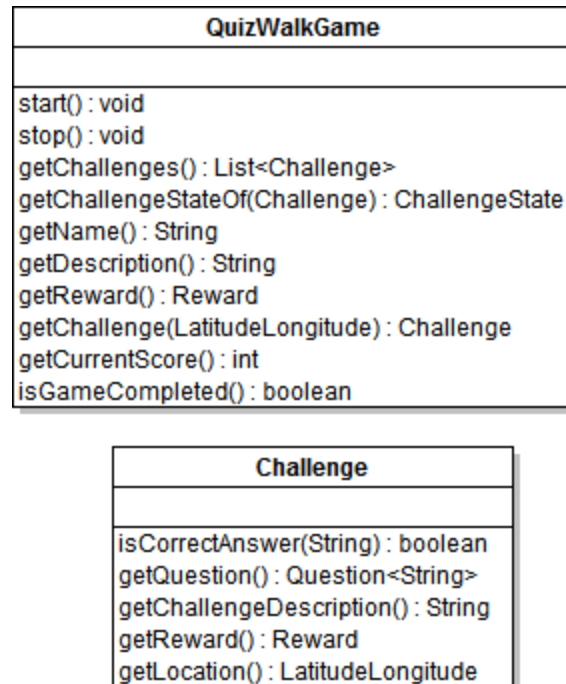 QuizWalkGame
start() : void
stop() : void
getChallenges() : List<Challenge>
getChallengeStateOf(Challenge) : ChallengeState
getName() : String
getDescription() : String
getReward() : Reward
getChallenge(LatitudeLongitude) : Challenge
getCurrentScore() : int
isGameCompleted() : boolean
Challenge
isCorrectAnswer(String) : boolean
getQuestion() : Question<String>
getChallengeDescription() : String
getReward() : Reward
getLocation() : LatitudeLongitude